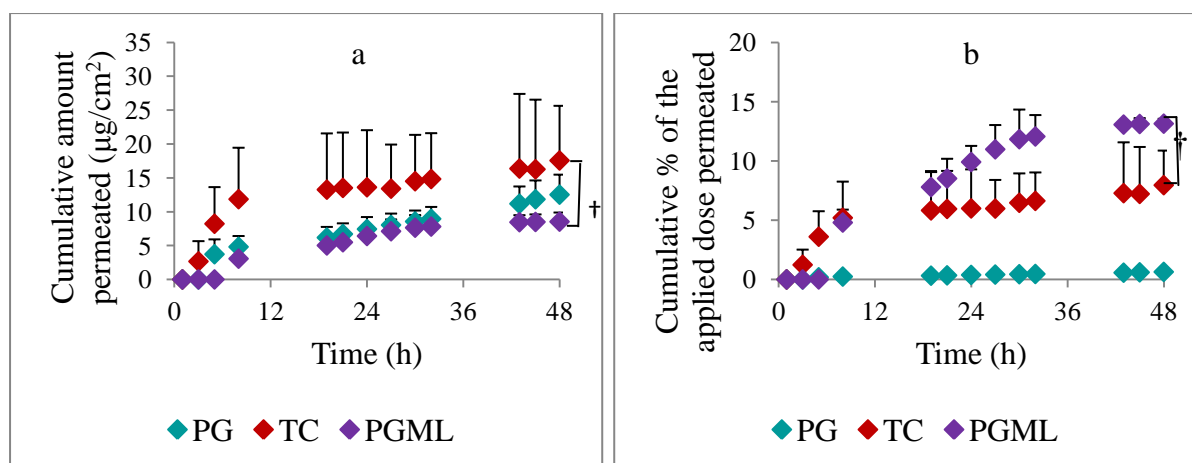 a
Cumulative amount
permeated (µg/cm²)
35
30
25
20
15
10
5
0
0 12 24 36 48
Time (h)
†
PG TC PGML
b
Cumulative % of the
applied dose permeated
20
15
10
5
0
0 12 24 36 48
Time (h)
†
PG TC PGML